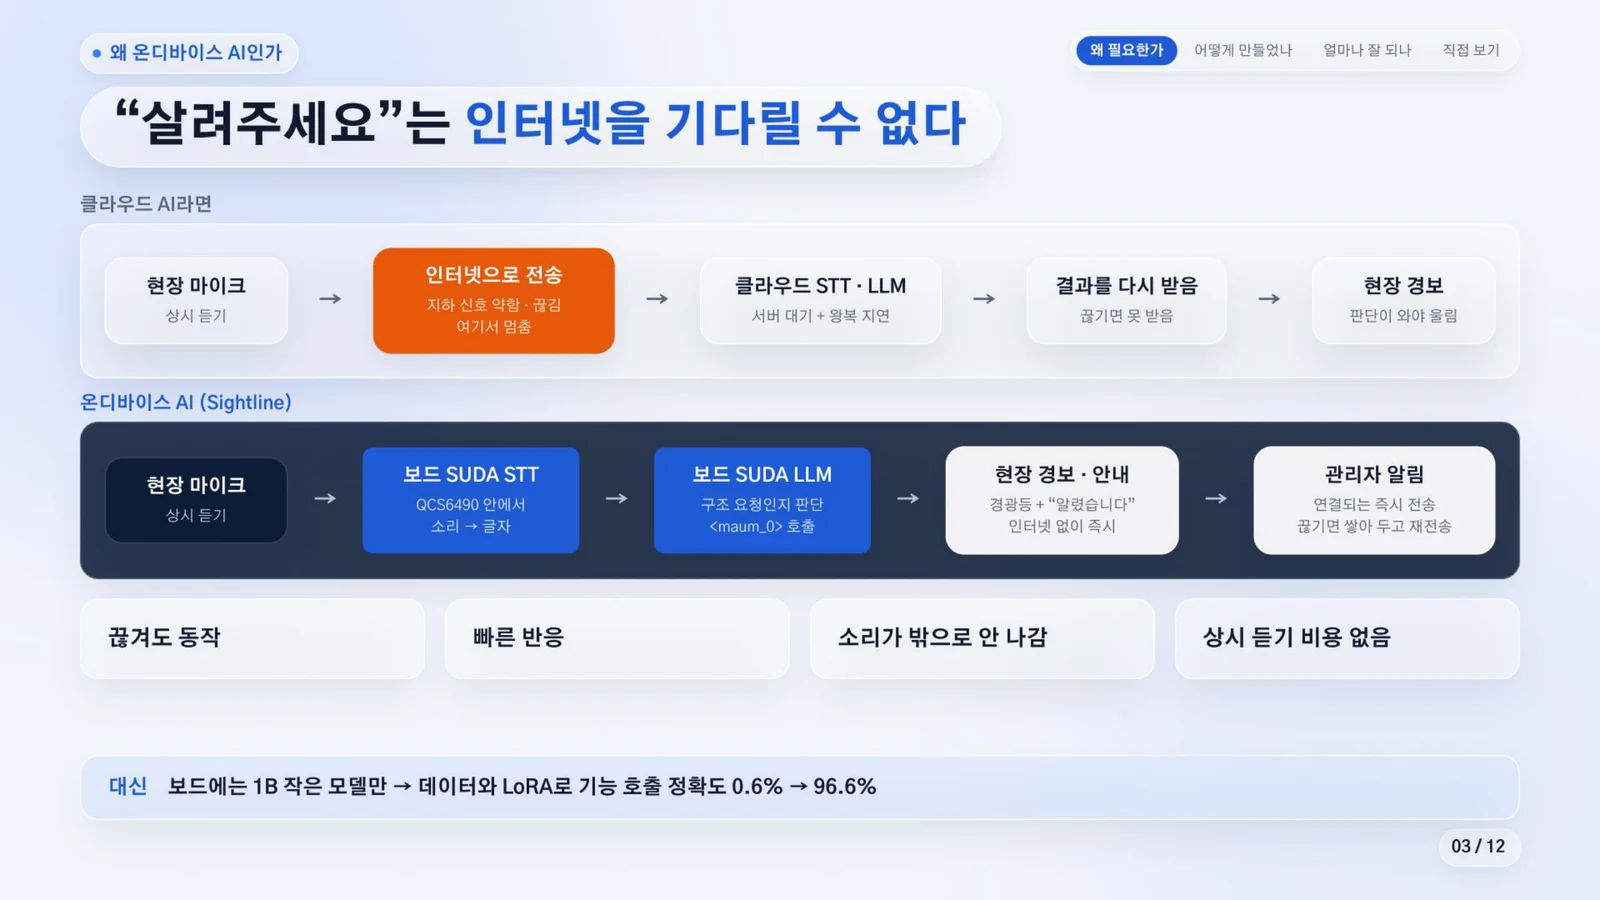 왜 온디바이스 AI인가
왜 필요한가 어떻게 만들었나 얼마나 잘 되나 직접 보기
“살려주세요”는 인터넷을 기다릴 수 없다
클라우드 AI라면
현장 마이크
상시 듣기
→
인터넷으로 전송
지하 신호 약함 · 끊김
여기서 멈춤
→
클라우드 STT · LLM
서버 대기 + 왕복 지연
→
결과를 다시 받음
끊기면 못 받음
→
현장 경보
판단이 와야 울림
온디바이스 AI (Sightline)
현장 마이크
상시 듣기
→
보드 SUDA STT
QCS6490 안에서
소리 → 글자
→
보드 SUDA LLM
구조 요청인지 판단
<maum_0> 호출
→
현장 경보 · 안내
경광등 + “알렸습니다”
인터넷 없이 즉시
→
관리자 알림
연결되는 즉시 전송
끊기면 쌓아 두고 재전송
끊겨도 동작
빠른 반응
소리가 밖으로 안 나감
상시 듣기 비용 없음
대신 보드에는 1B 작은 모델만 → 데이터와 LoRA로 기능 호출 정확도 0.6% → 96.6%
03 / 12